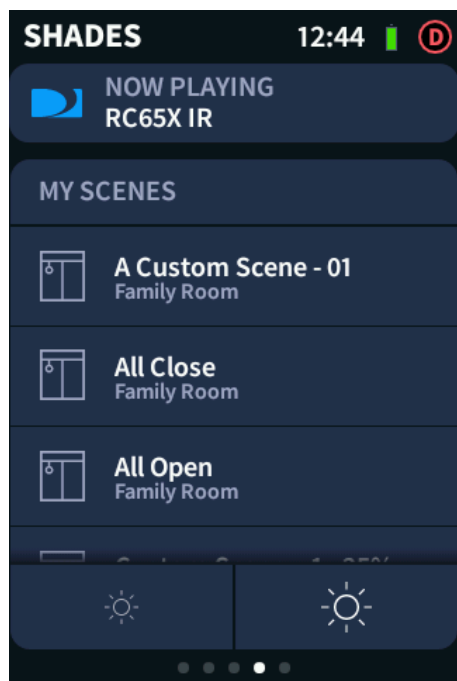 SHADES 12:44 D
NOW PLAYING
RC65X IR
MY SCENES
A Custom Scene - 01
Family Room
All Close
Family Room
All Open
Family Room